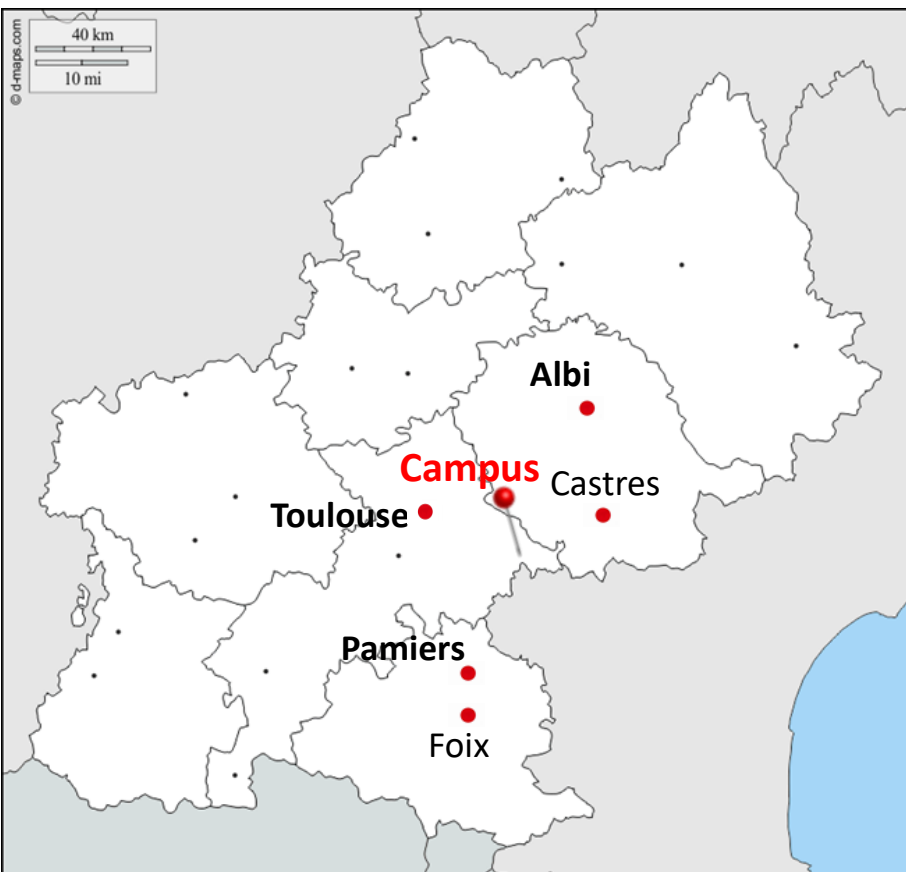 40 km
10 mi
© d-maps.com
Albi
Campus
Castres
Toulouse
Pamiers
Foix